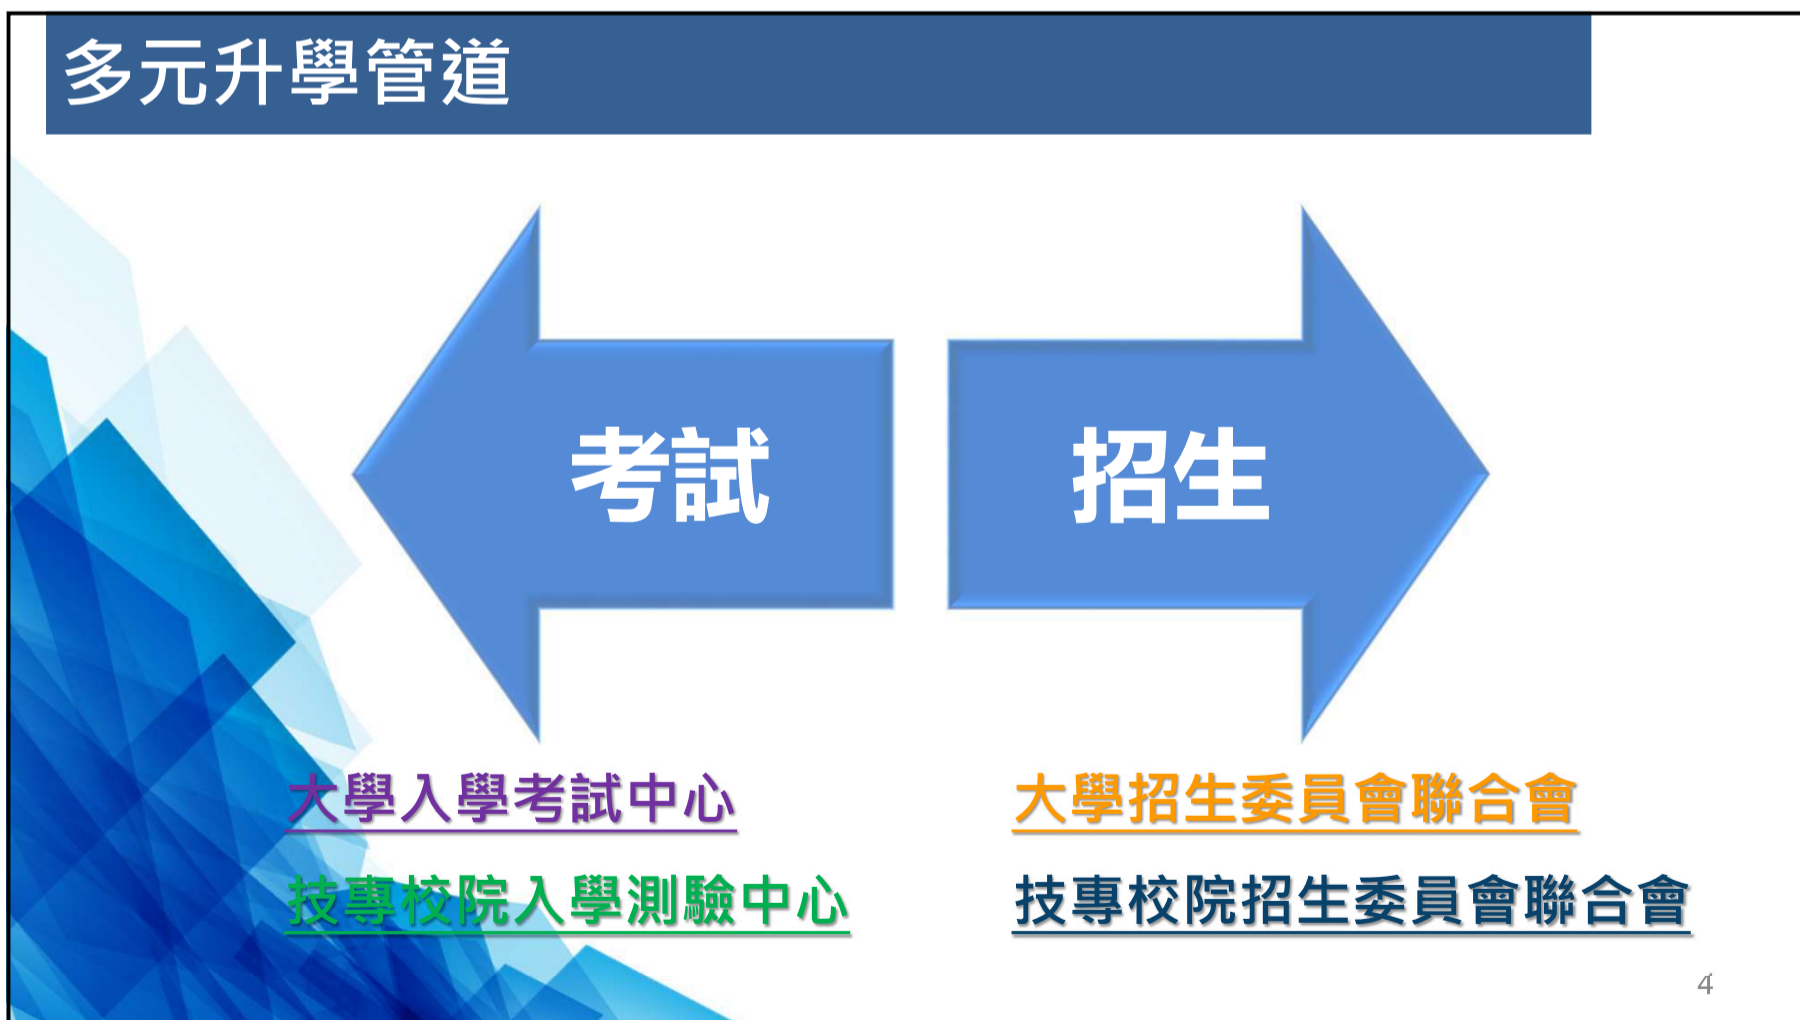 多元升學管道
考試
招生
大學入學考試中心
技專校院入學測驗中心
大學招生委員會聯合會
技專校院招生委員會聯合會
4